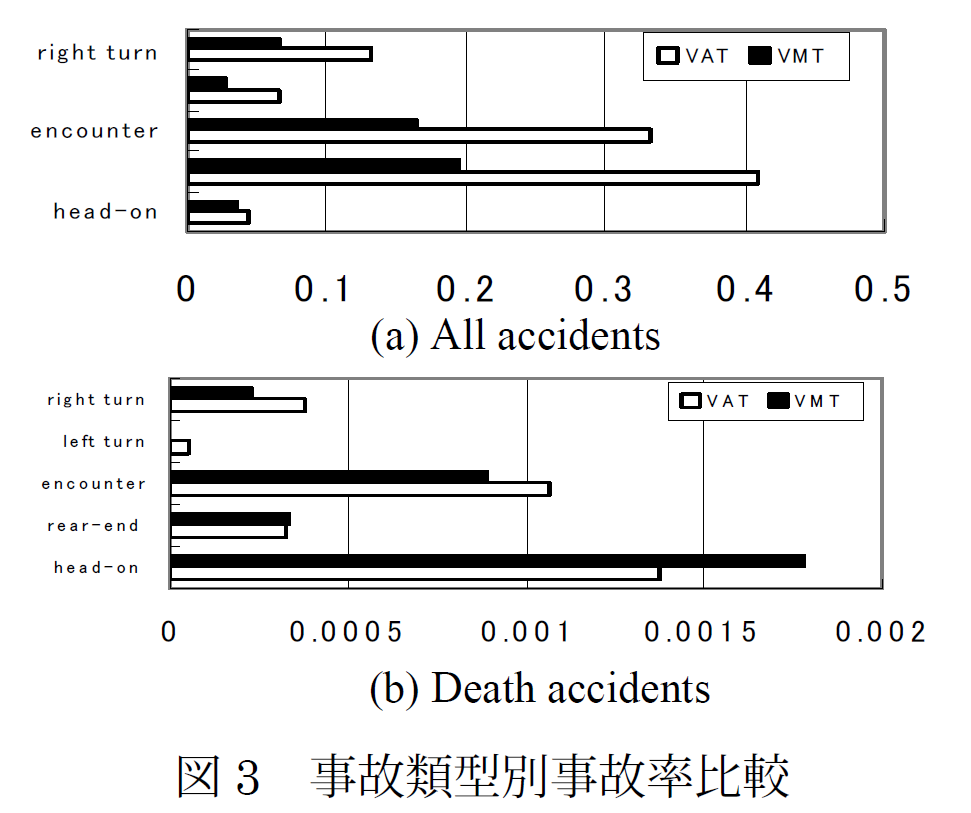 right turn
VAT VMT
encounter
head-on
0 0.1 0.2 0.3 0.4 0.5
(a) All accidents
right turn
VAT VMT
left turn
encounter
rear-end
head-on
0 0.0005 0.001 0.0015 0.002
(b) Death accidents
図 3 事故類型別事故率比較